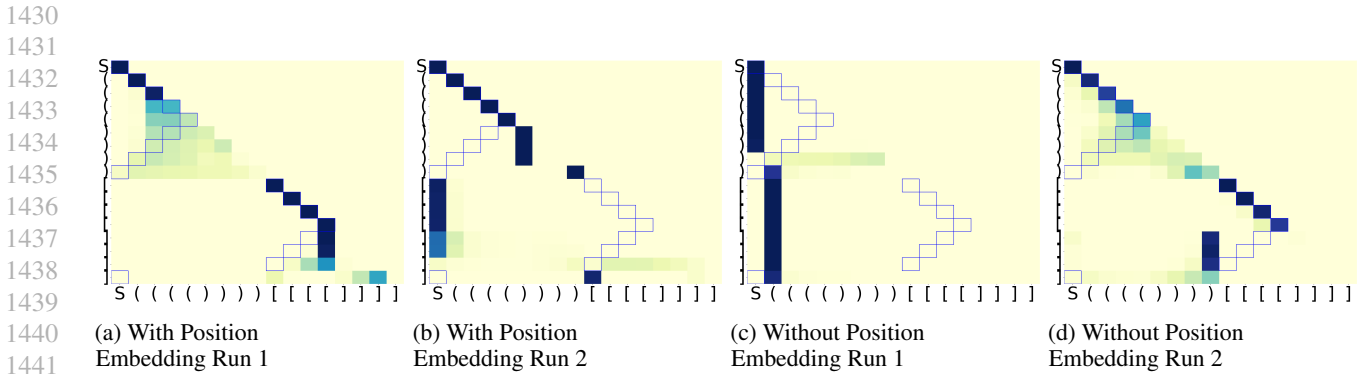 1430
1431
1432
1433
1434
1435
1436
1437
1438
1439
1440
1441
S
S ( ( ( ( ) ) ) ) [ [ [ [ ] ] ] ]
(a) With Position
Embedding Run 1
S
S ( ( ( ( ) ) ) ) [ [ [ [ ] ] ] ]
(b) With Position
Embedding Run 2
S
S ( ( ( ( ) ) ) ) [ [ [ [ ] ] ] ]
(c) Without Position
Embedding Run 1
S
S ( ( ( ( ) ) ) ) [ [ [ [ ] ] ] ]
(d) Without Position
Embedding Run 2